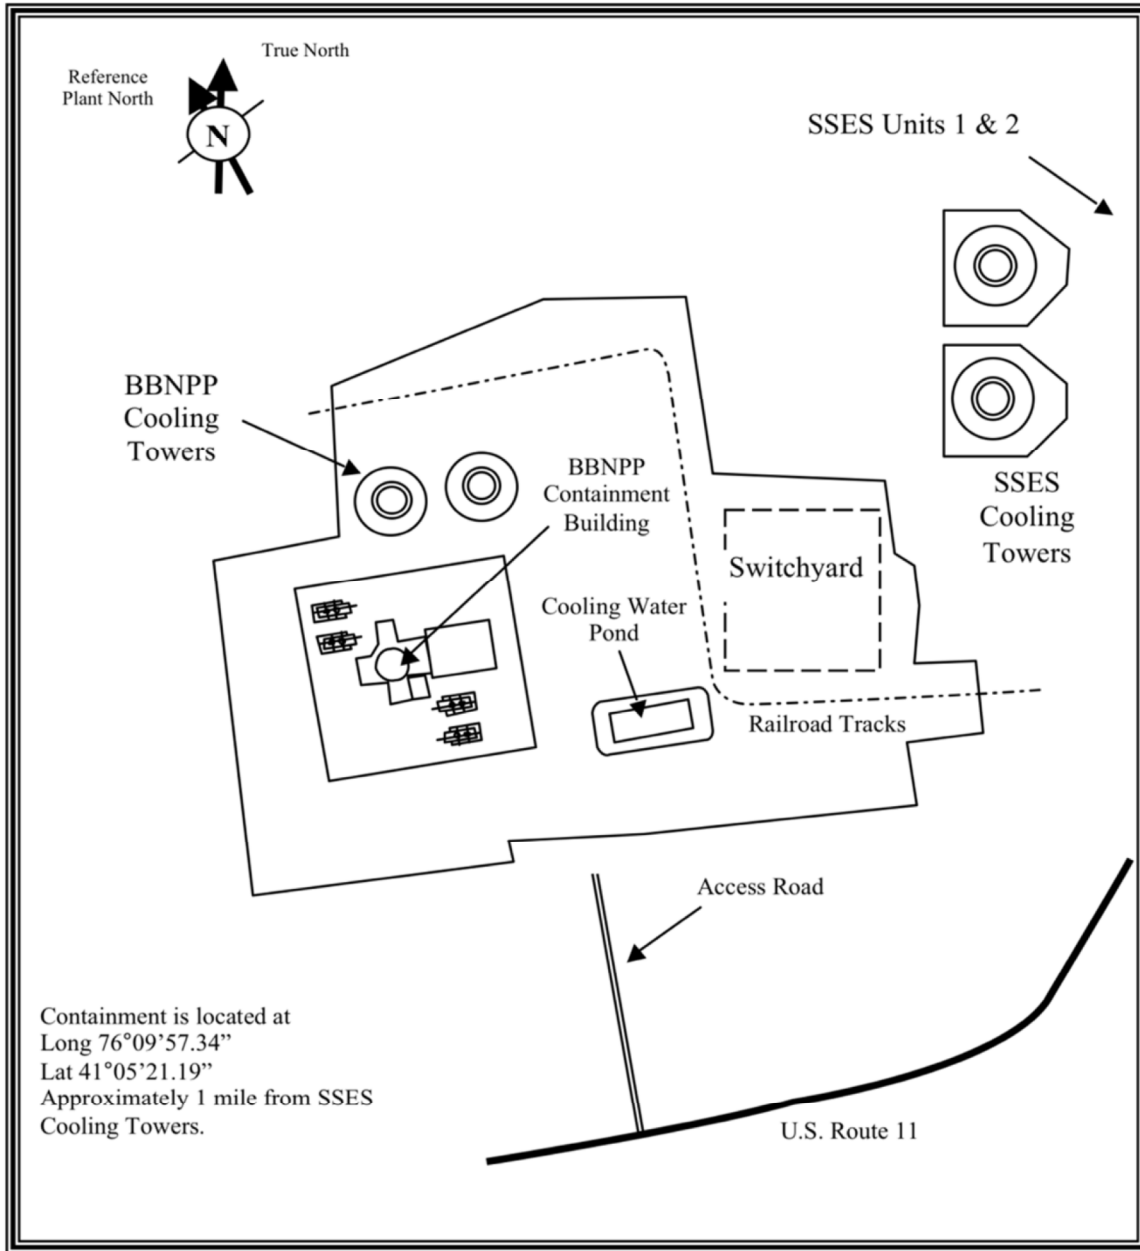 True North
Reference
Plant North
N
SSES Units 1 & 2
BBNPP
Cooling
Towers
BBNPP
Containment
Building
SSES
Cooling
Towers
Switchyard
Cooling Water
Pond
Railroad Tracks
Access Road
Containment is located at
Long 76°09’57.34”
Lat 41°05’21.19”
Approximately 1 mile from SSES
Cooling Towers.
U.S. Route 11